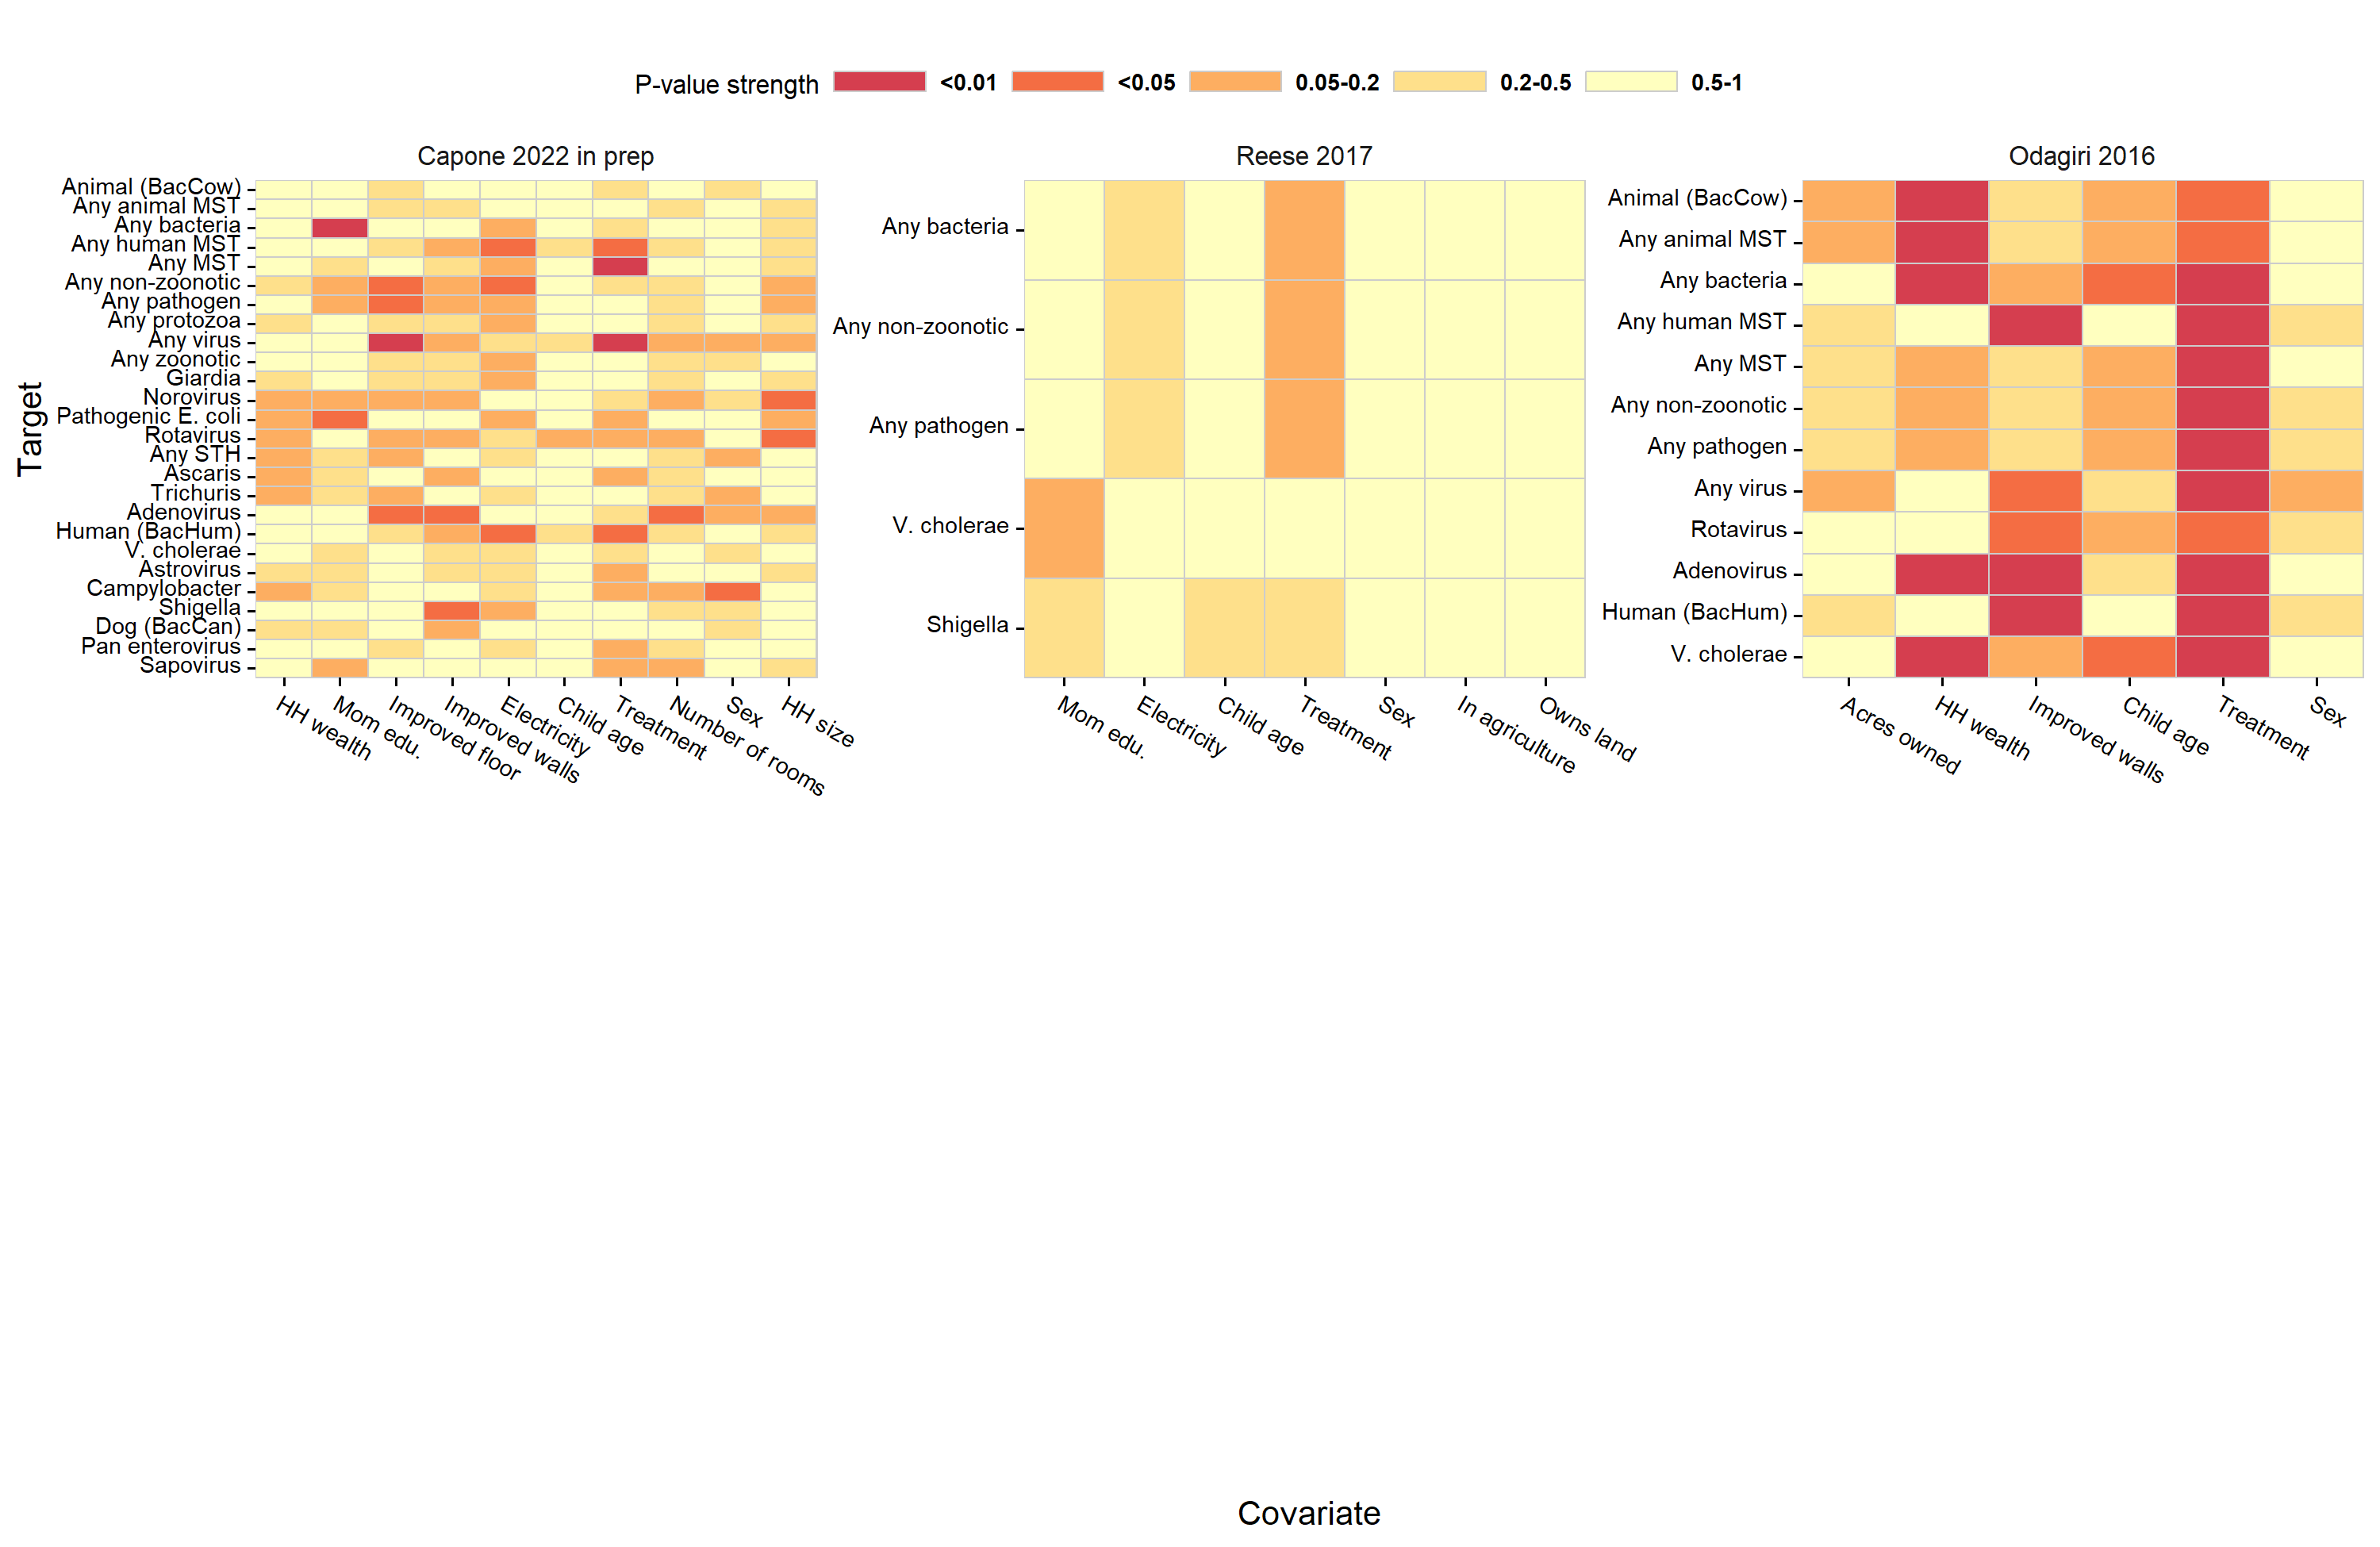 P-value strength <0.01 <0.05 0.05-0.2 0.2-0.5 0.5-1
Capone 2022 in prep
Animal (BacCow)
Any animal MST
Any bacteria
Any human MST
Any MST
Any non-zoonotic
Any pathogen
Any protozoa
Any virus
Any zoonotic
Giardia
Norovirus
Pathogenic E. coli
Rotavirus
Any STH
Ascaris
Trichuris
Adenovirus
Human (BacHum)
V. cholerae
Astrovirus
Campylobacter
Shigella
Dog (BacCan)
Pan enterovirus
Sapovirus
HH wealth
Mom edu.
Improved floor
Improved walls
Electricity
Child age
Treatment
Number of rooms
Sex
HH size
Reese 2017
Any bacteria
Any non-zoonotic
Any pathogen
V. cholerae
Shigella
Mom edu.
Electricity
Child age
Treatment
Sex
In agriculture
Owns land
Odagiri 2016
Animal (BacCow)
Any animal MST
Any bacteria
Any human MST
Any MST
Any non-zoonotic
Any pathogen
Any virus
Rotavirus
Adenovirus
Human (BacHum)
V. cholerae
Acres owned
HH wealth
Improved walls
Child age
Treatment
Sex
Target
Covariate